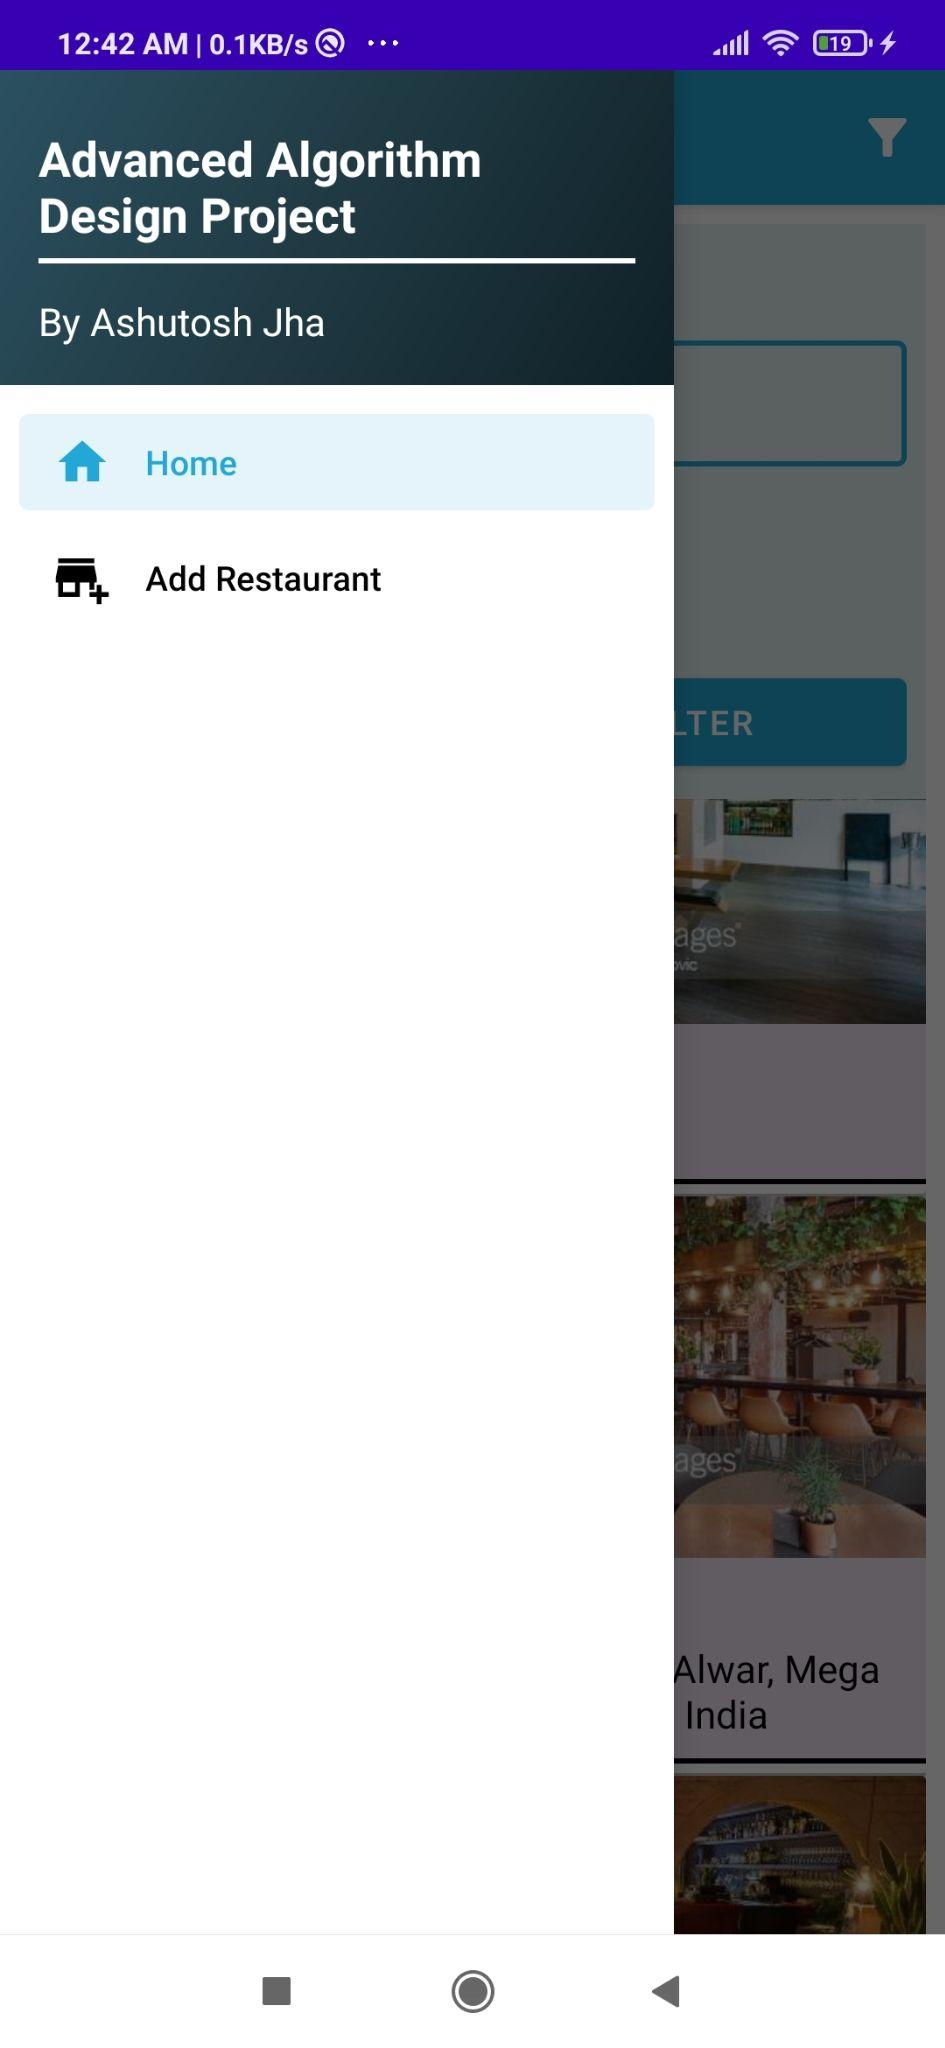 12:42 AM | 0.1KB/s
19
Advanced Algorithm
Design Project
By Ashutosh Jha
Home
Add Restaurant
LTER
ages
ovic
ages
Alwar, Mega
India